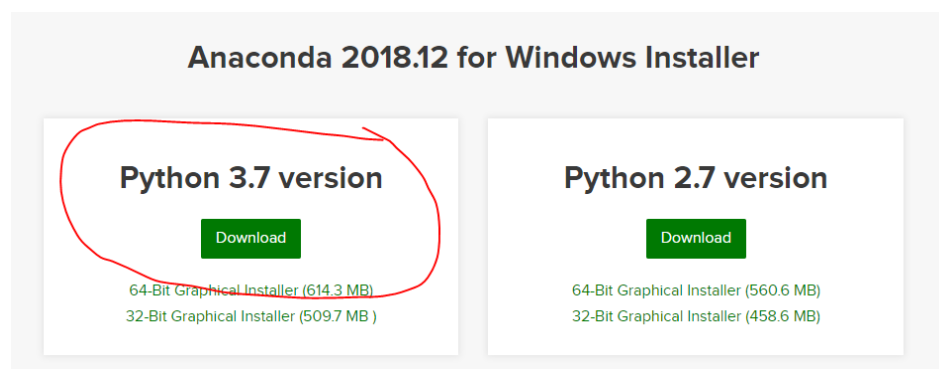 Anaconda 2018.12 for Windows Installer
Python 3.7 version
Download
64-Bit Graphical Installer (614.3 MB)
32-Bit Graphical Installer (509.7 MB )
Python 2.7 version
Download
64-Bit Graphical Installer (560.6 MB)
32-Bit Graphical Installer (458.6 MB)